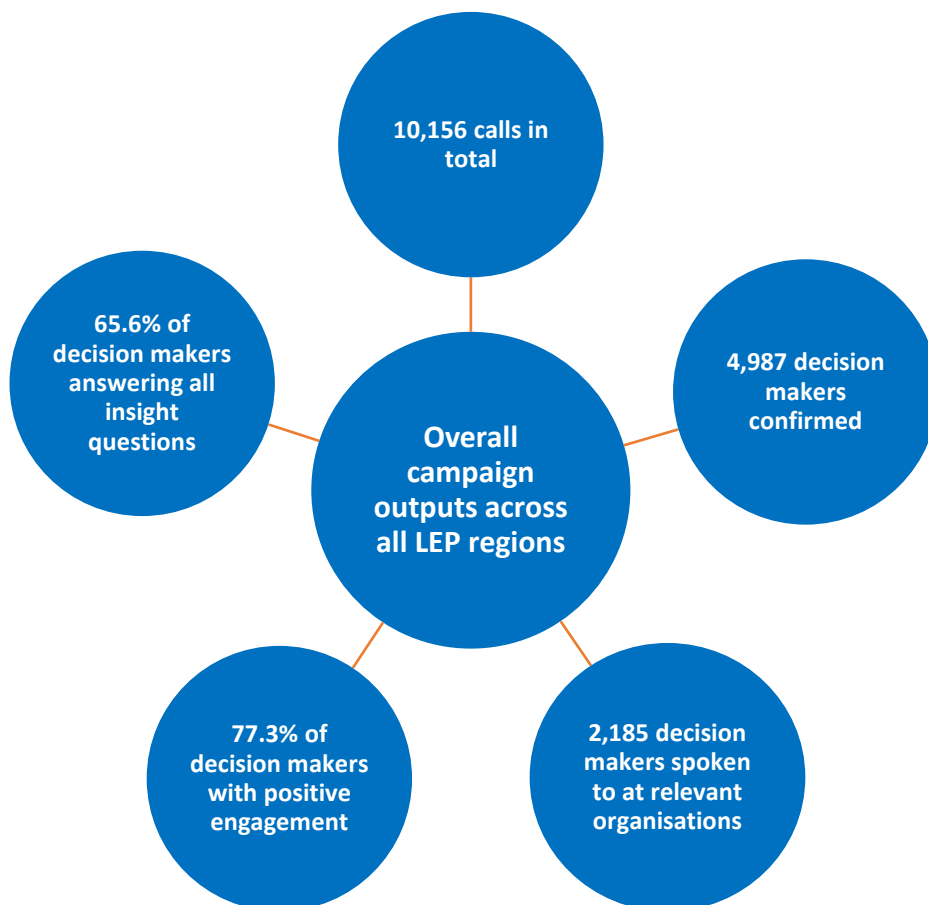 10,156 calls in
total
65.6% of
decision makers
answering all
insight
questions
4,987 decision
makers
confirmed
Overall
campaign
outputs across
all LEP regions
77.3% of
decision makers
with positive
engagement
2,185 decision
makers spoken
to at relevant
organisations